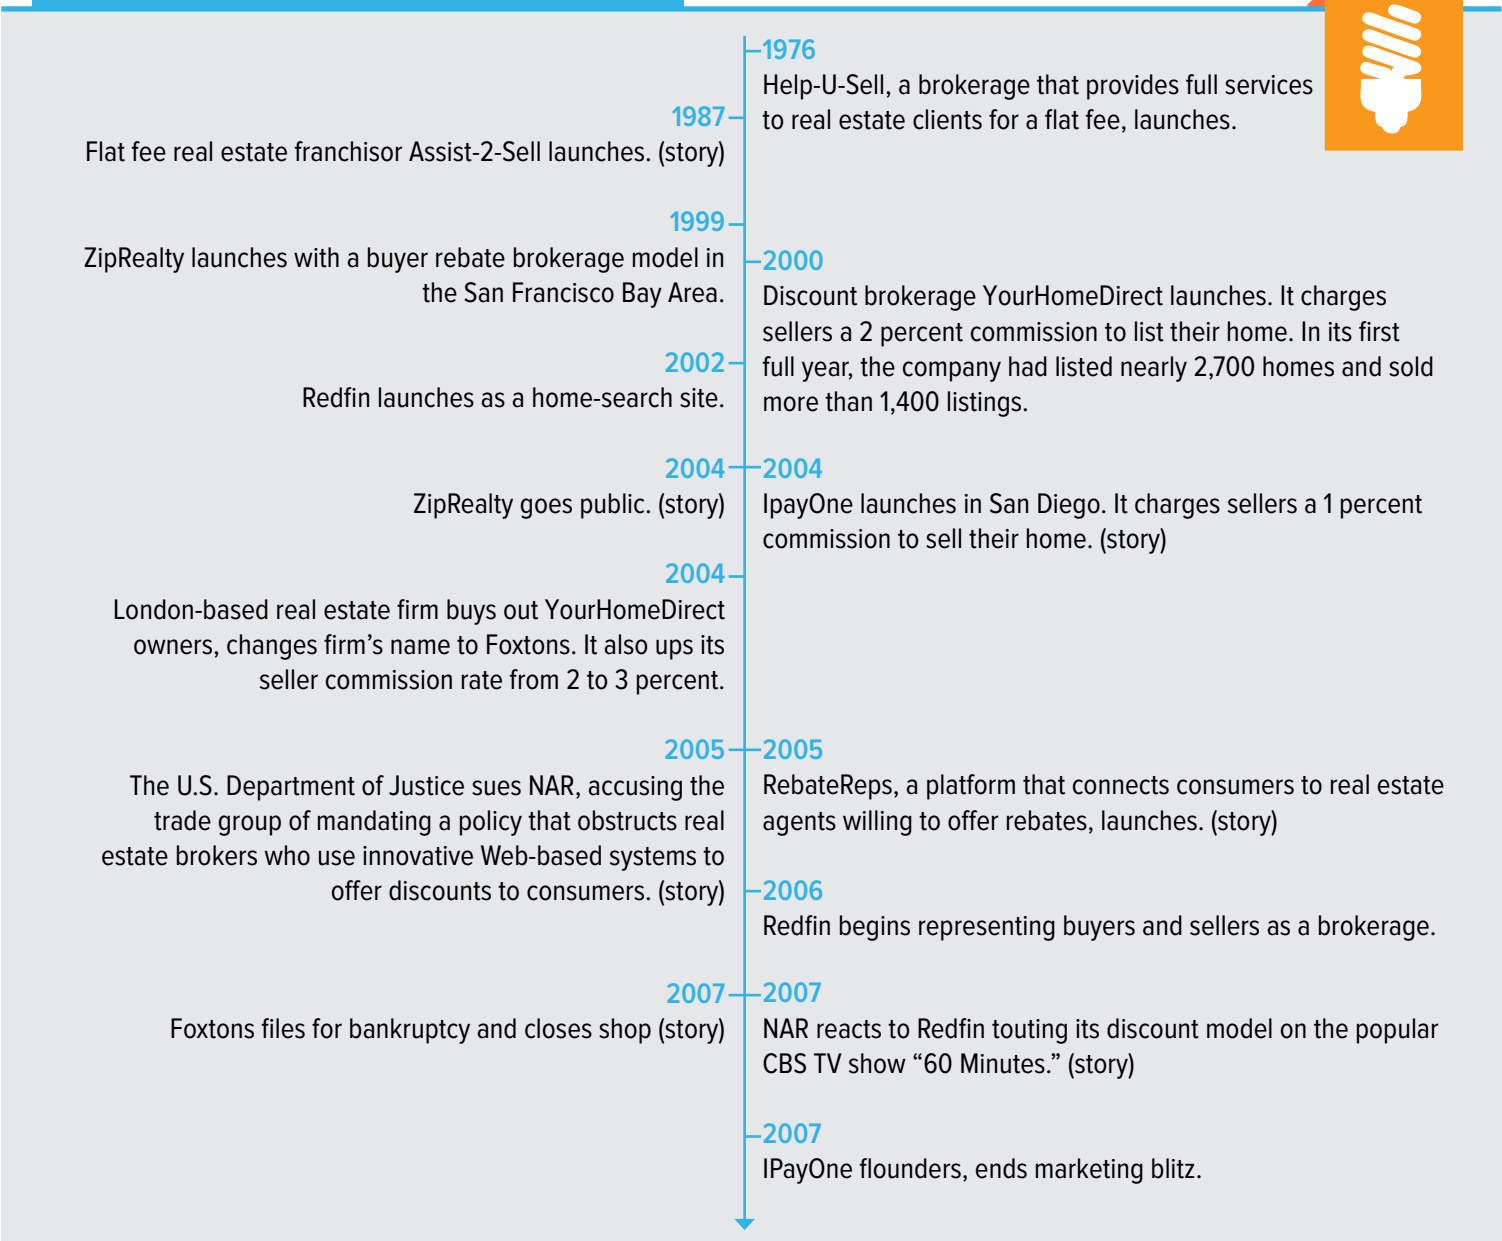 1976
Help-U-Sell, a brokerage that provides full services
to real estate clients for a flat fee, launches.
1987
Flat fee real estate franchisor Assist-2-Sell launches. (story)
1999
ZipRealty launches with a buyer rebate brokerage model in
the San Francisco Bay Area.
2000
Discount brokerage YourHomeDirect launches. It charges
sellers a 2 percent commission to list their home. In its first
full year, the company had listed nearly 2,700 homes and sold
more than 1,400 listings.
2002
Redfin launches as a home-search site.
2004
ZipRealty goes public. (story)
2004
IpayOne launches in San Diego. It charges sellers a 1 percent
commission to sell their home. (story)
2004
London-based real estate firm buys out YourHomeDirect
owners, changes firm’s name to Foxtons. It also ups its
seller commission rate from 2 to 3 percent.
2005
The U.S. Department of Justice sues NAR, accusing the
trade group of mandating a policy that obstructs real
estate brokers who use innovative Web-based systems to
offer discounts to consumers. (story)
2005
RebateReps, a platform that connects consumers to real estate
agents willing to offer rebates, launches. (story)
2006
Redfin begins representing buyers and sellers as a brokerage.
2007
Foxtons files for bankruptcy and closes shop (story)
2007
NAR reacts to Redfin touting its discount model on the popular
CBS TV show “60 Minutes.” (story)
2007
IPayOne flounders, ends marketing blitz.